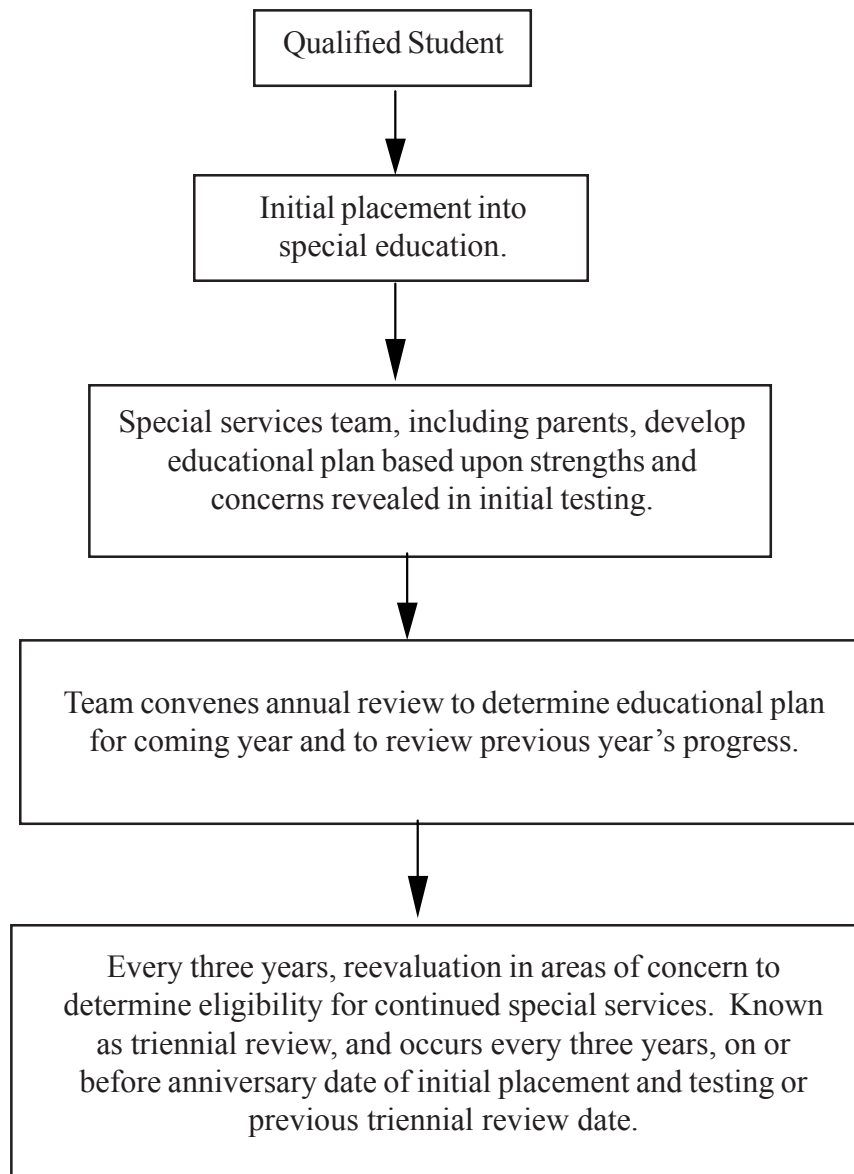 Qualified Student
Initial placement into
special education.
Special services team, including parents, develop
educational plan based upon strengths and
concerns revealed in initial testing.
Team convenes annual review to determine educational plan
for coming year and to review previous year’s progress.
Every three years, reevaluation in areas of concern to
determine eligibility for continued special services.  Known
as triennial review, and occurs every three years, on or
before anniversary date of initial placement and testing or
previous triennial review date.